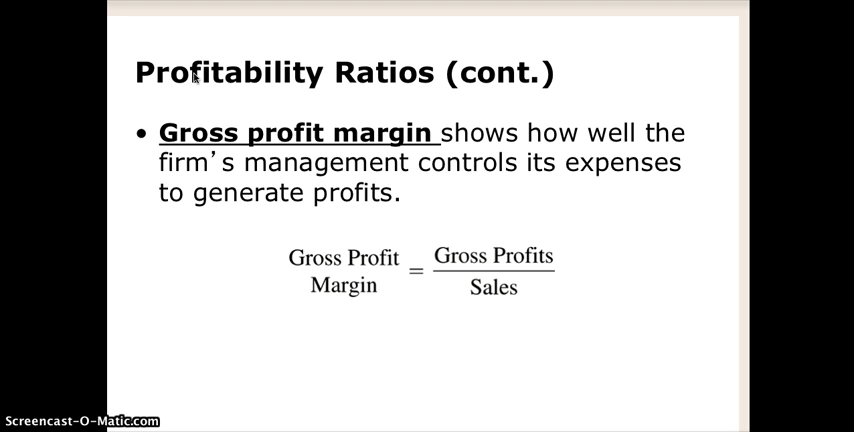 Profitability Ratios (cont.)
• Gross profit margin shows how well the
firm’s management controls its expenses
to generate profits.
Gross Profit
Margin
=
Gross Profits
Sales
Screencast-O-Matic.com